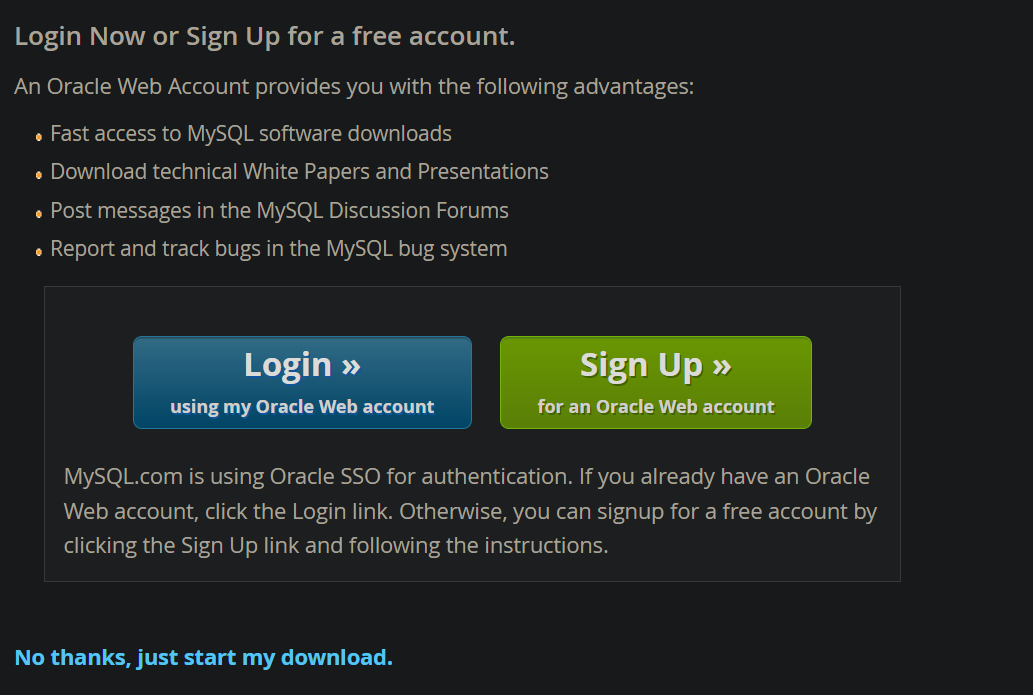 Login Now or Sign Up for a free account.
An Oracle Web Account provides you with the following advantages:
Fast access to MySQL software downloads
Download technical White Papers and Presentations
Post messages in the MySQL Discussion Forums
Report and track bugs in the MySQL bug system
Login »
using my Oracle Web account
Sign Up »
for an Oracle Web account
MySQL.com is using Oracle SSO for authentication. If you already have an Oracle
Web account, click the Login link. Otherwise, you can signup for a free account by
clicking the Sign Up link and following the instructions.
No thanks, just start my download.